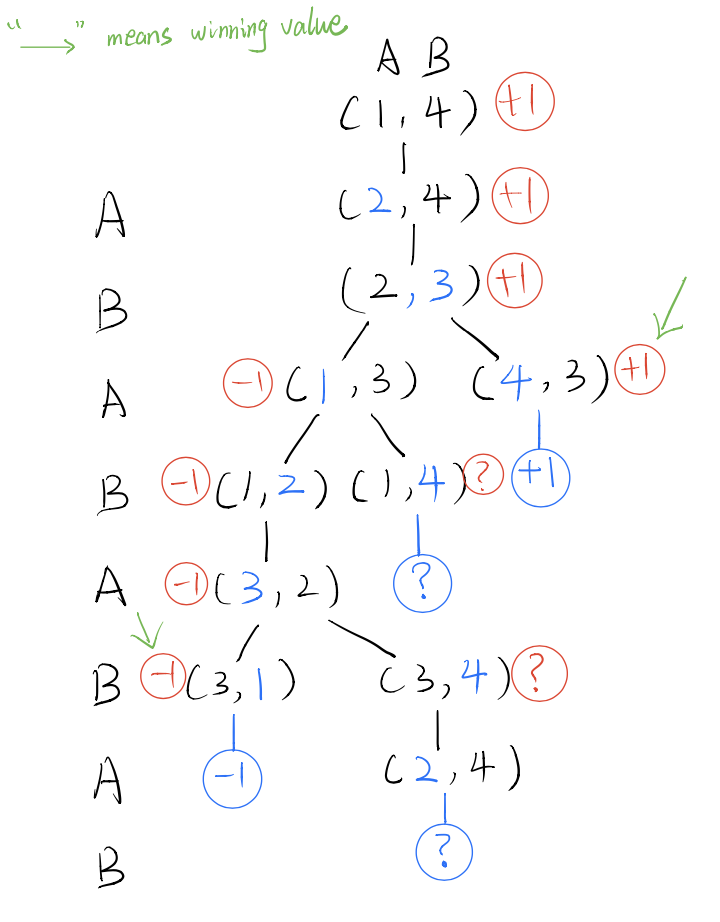 “⟶” means winning value
A B
(1,4) +1
A (2,4) +1
B (2,3) +1
A -1 (1,3) (4,3) +1
B -1 (1,2) (1,4) ? +1
A -1 (3,2) ?
B -1 (3,1) (3,4) ?
A -1 (2,4)
B ?